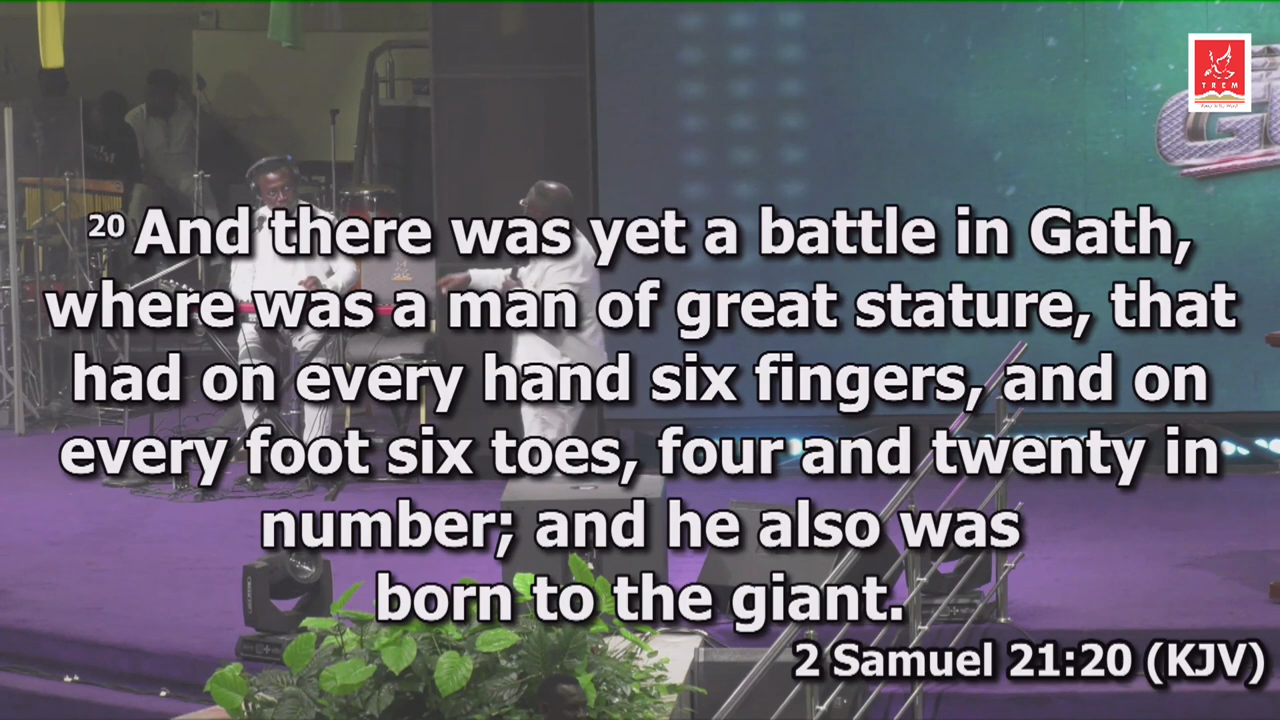 TREM
20 And there was yet a battle in Gath,
where was a man of great stature, that
had on every hand six fingers, and on
every foot six toes, four and twenty in
number; and he also was
born to the giant.
2 Samuel 21:20 (KJV)